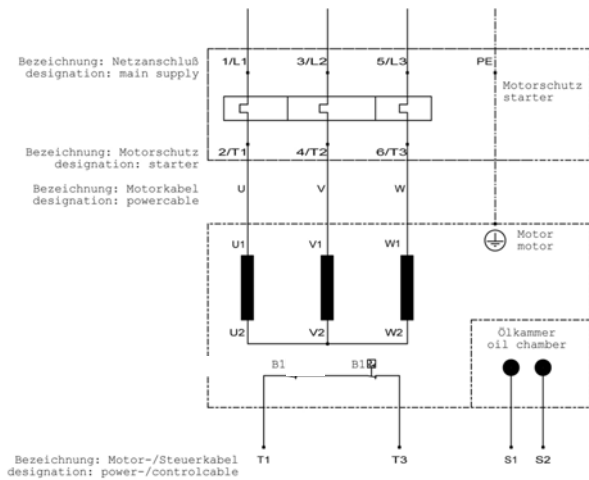 Bezeichnung: Netzanschluß
designation: main supply
1/L1 3/L2 5/L3 PE
Motorschutz
starter
Bezeichnung: Motorschutz
designation: starter
2/T1 4/T2 6/T3
Bezeichnung: Motorkabel
designation: powercable
U V W
Motor
motor
U1 V1 W1
U2 V2 W2
Ölkammer
oil chamber
B1 B1
Bezeichnung: Motor-/Steuerkabel
designation: power-/controlcable
T1 T3 S1 S2